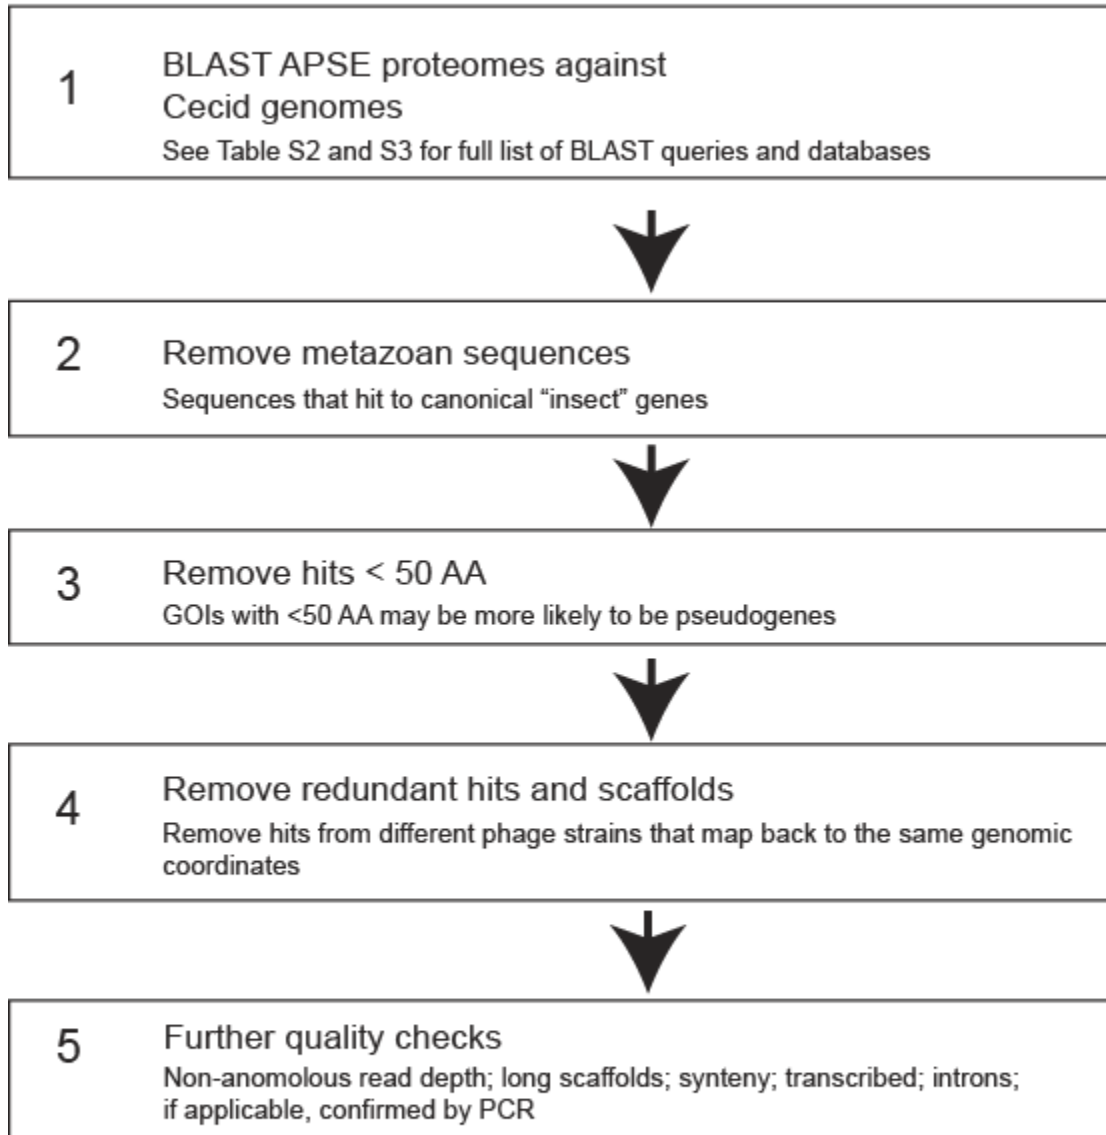 1
BLAST APSE proteomes against
Cecid genomes
See Table S2 and S3 for full list of BLAST queries and databases
2
Remove metazoan sequences
Sequences that hit to canonical “insect” genes
3
Remove hits < 50 AA
GOIs with <50 AA may be more likely to be pseudogenes
4
Remove redundant hits and scaffolds
Remove hits from different phage strains that map back to the same genomic
coordinates
5
Further quality checks
Non-anomolous read depth; long scaffolds; synteny; transcribed; introns;
if applicable, confirmed by PCR